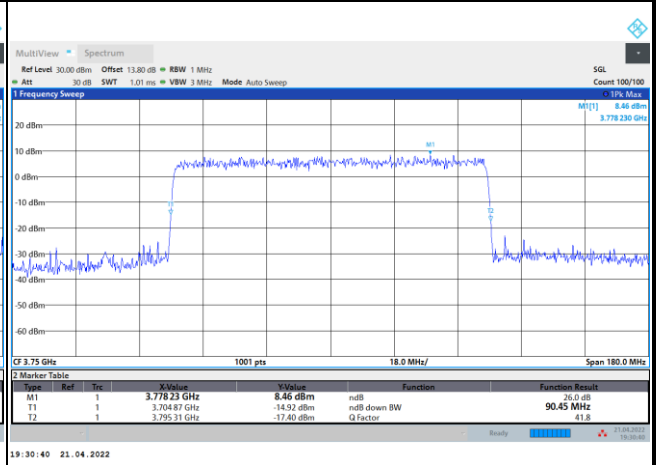 MultiView Spectrum
Ref Level 30.00 dBm Offset 13.80 dB RBW 1 MHz SGL
Att 30 dB SWT 1.01 ms VBW 3 MHz Mode Auto Sweep Count 100/100
1 Frequency Sweep 1Pk Max
M1[1] 8.46 dBm
3.778 230 GHz
20 dBm
M1
10 dBm
0 dBm
-10 dBm
T1
T2
-20 dBm
-30 dBm
-40 dBm
-50 dBm
-60 dBm
CF 3.75 GHz 1001 pts 18.0 MHz/ Span 180.0 MHz
2 Marker Table
Type Ref Trc X-Value Y-Value Function Function Result
M1 1 3.778 23 GHz 8.46 dBm ndB 26.0 dB
T1 1 3.704 87 GHz -14.92 dBm ndB down BW 90.45 MHz
T2 1 3.795 31 GHz -17.40 dBm Q Factor 41.8
Ready 21.04.2022
19:30:40
19:30:40 21.04.2022